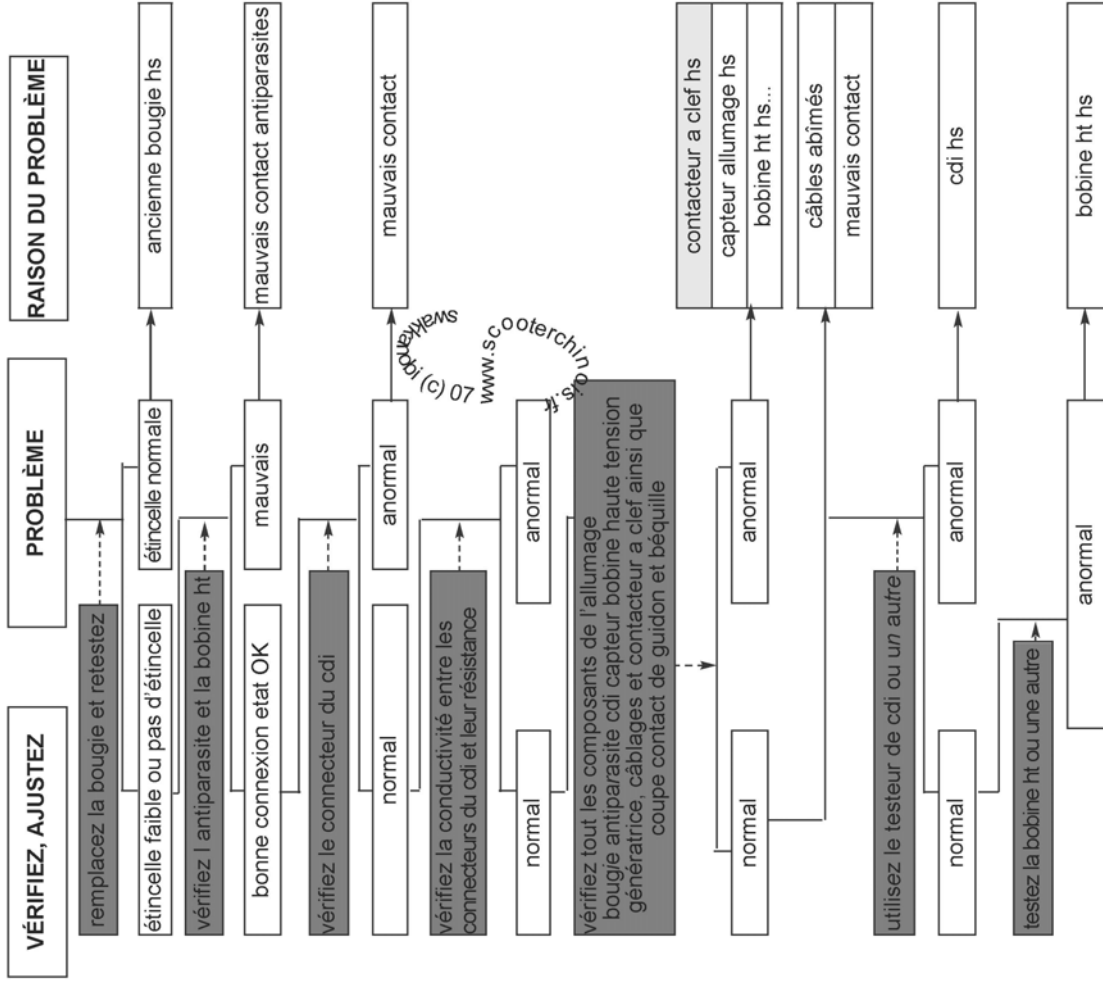 VÉRIFIEZ, AJUSTEZ
PROBLÈME
RAISON DU PROBLÈME
remplacez la bougie et retestez
étincelle faible ou pas d'étincelle
étincelle normale
ancienne bougie hs
vérifiez l antiparasite et la bobine ht
bonne connexion etat OK
mauvais
mauvais contact antiparasites
vérifiez le connecteur du cdi
normal
anormal
mauvais contact
swakkanobi (c) 07
www.scooterchinois.fr
vérifiez la conductivité entre les
connecteurs du cdi et leur résistance
normal
anormal
vérifiez tout les composants de l'allumage
bougie antiparasite cdi capteur bobine haute tension
génératrice, câblages et contacteur a clef ainsi que
coupe contact de guidon et béquille
normal
anormal
contacteur a clef hs
capteur allumage hs
bobine ht hs...
câbles abîmés
mauvais contact
utilisez le testeur de cdi ou un autre
normal
anormal
cdi hs
testez la bobine ht ou une autre
anormal
bobine ht hs